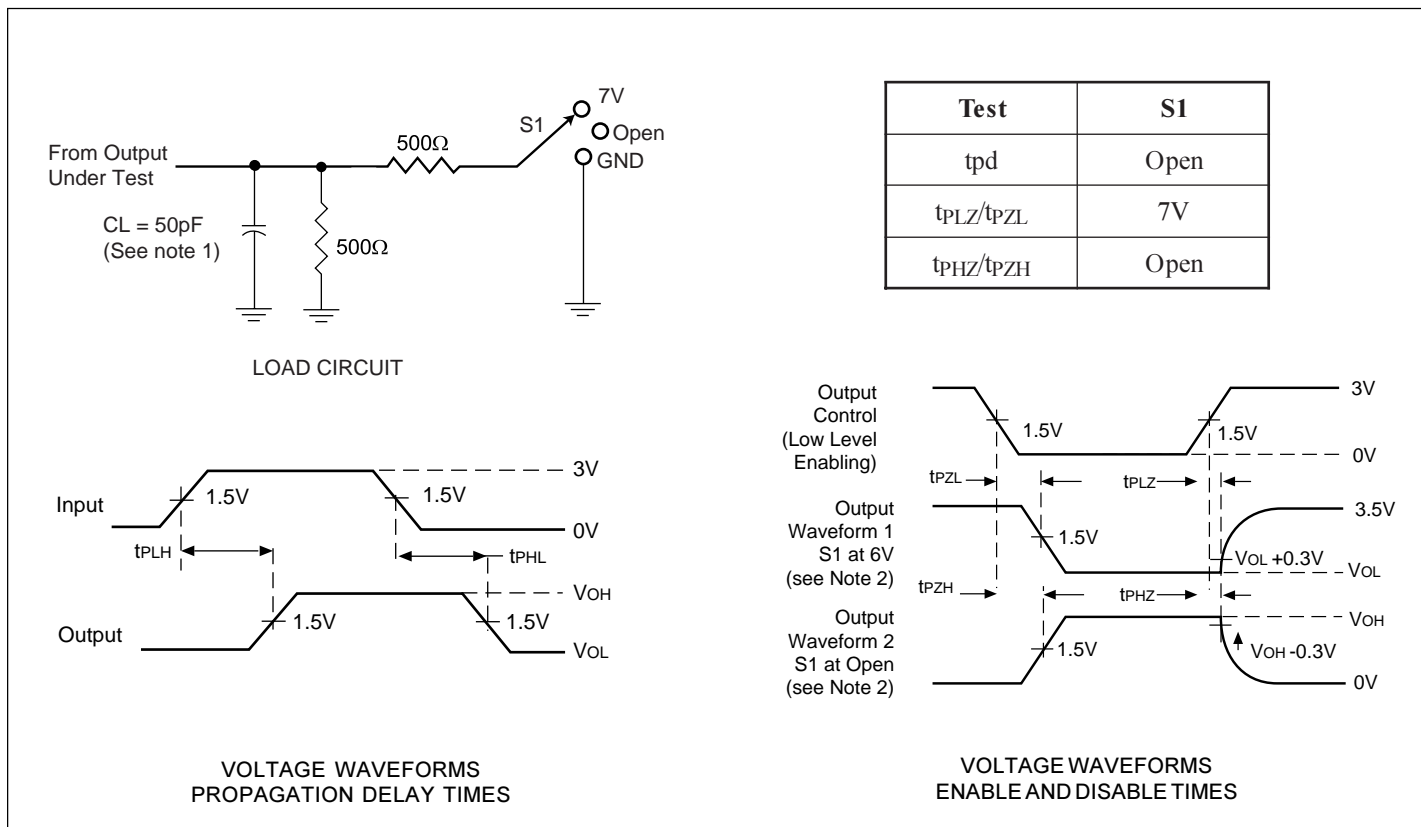 7V
S1
Open
GND
500Ω
From Output
Under Test
CL = 50pF
(See note 1)
500Ω
LOAD CIRCUIT
Test S1
tpd Open
tPLZ/tPZL 7V
tPHZ/tPZH Open
Input
1.5V
1.5V
3V
0V
tPLH
tPHL
Output
1.5V
1.5V
VOH
VOL
VOLTAGE WAVEFORMS
PROPAGATION DELAY TIMES
Output
Control
(Low Level
Enabling)
1.5V
1.5V
3V
0V
tPZL
tPLZ
Output
Waveform 1
S1 at 6V
(see Note 2)
1.5V
3.5V
VOL +0.3V
VOL
tPZH
tPHZ
Output
Waveform 2
S1 at Open
(see Note 2)
1.5V
VOH
VOH -0.3V
0V
VOLTAGE WAVEFORMS
ENABLE AND DISABLE TIMES